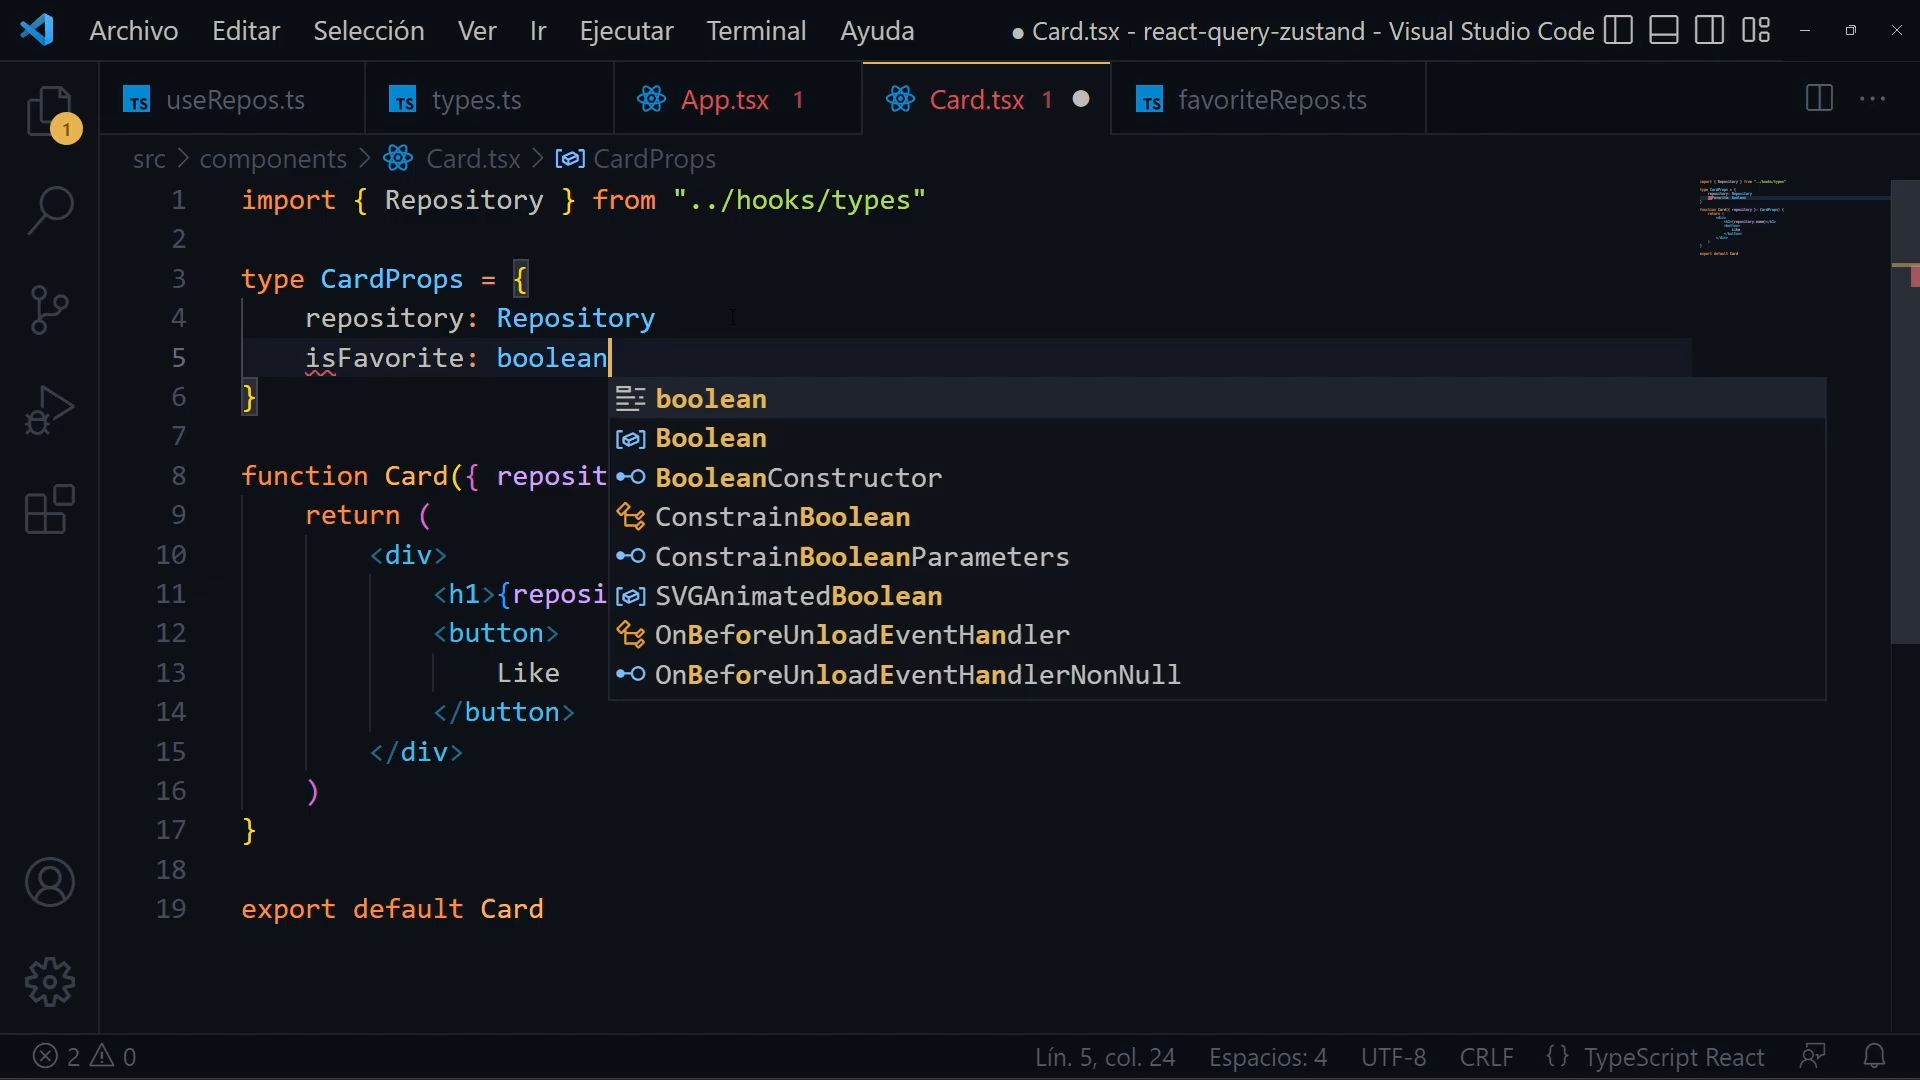 Archivo Editar Selección Ver Ir Ejecutar Terminal Ayuda ● Card.tsx - react-query-zustand - Visual Studio Code
TS useRepos.ts TS types.ts App.tsx 1 Card.tsx 1 ● TS favoriteRepos.ts ···
1
src > components > Card.tsx > CardProps
1 import { Repository } from "../hooks/types"
2
3 type CardProps = {
4 repository: Repository
5 isFavorite: boolean
6 }
7
8 function Card({ reposit
9 return (
10 <div>
11 <h1>{reposi
12 <button>
13 Like
14 </button>
15 </div>
16 )
17 }
18
19 export default Card
boolean
Boolean
BooleanConstructor
ConstrainBoolean
ConstrainBooleanParameters
SVGAnimatedBoolean
OnBeforeUnloadEventHandler
OnBeforeUnloadEventHandlerNonNull
2 0 Lín. 5, col. 24 Espacios: 4 UTF-8 CRLF {} TypeScript React